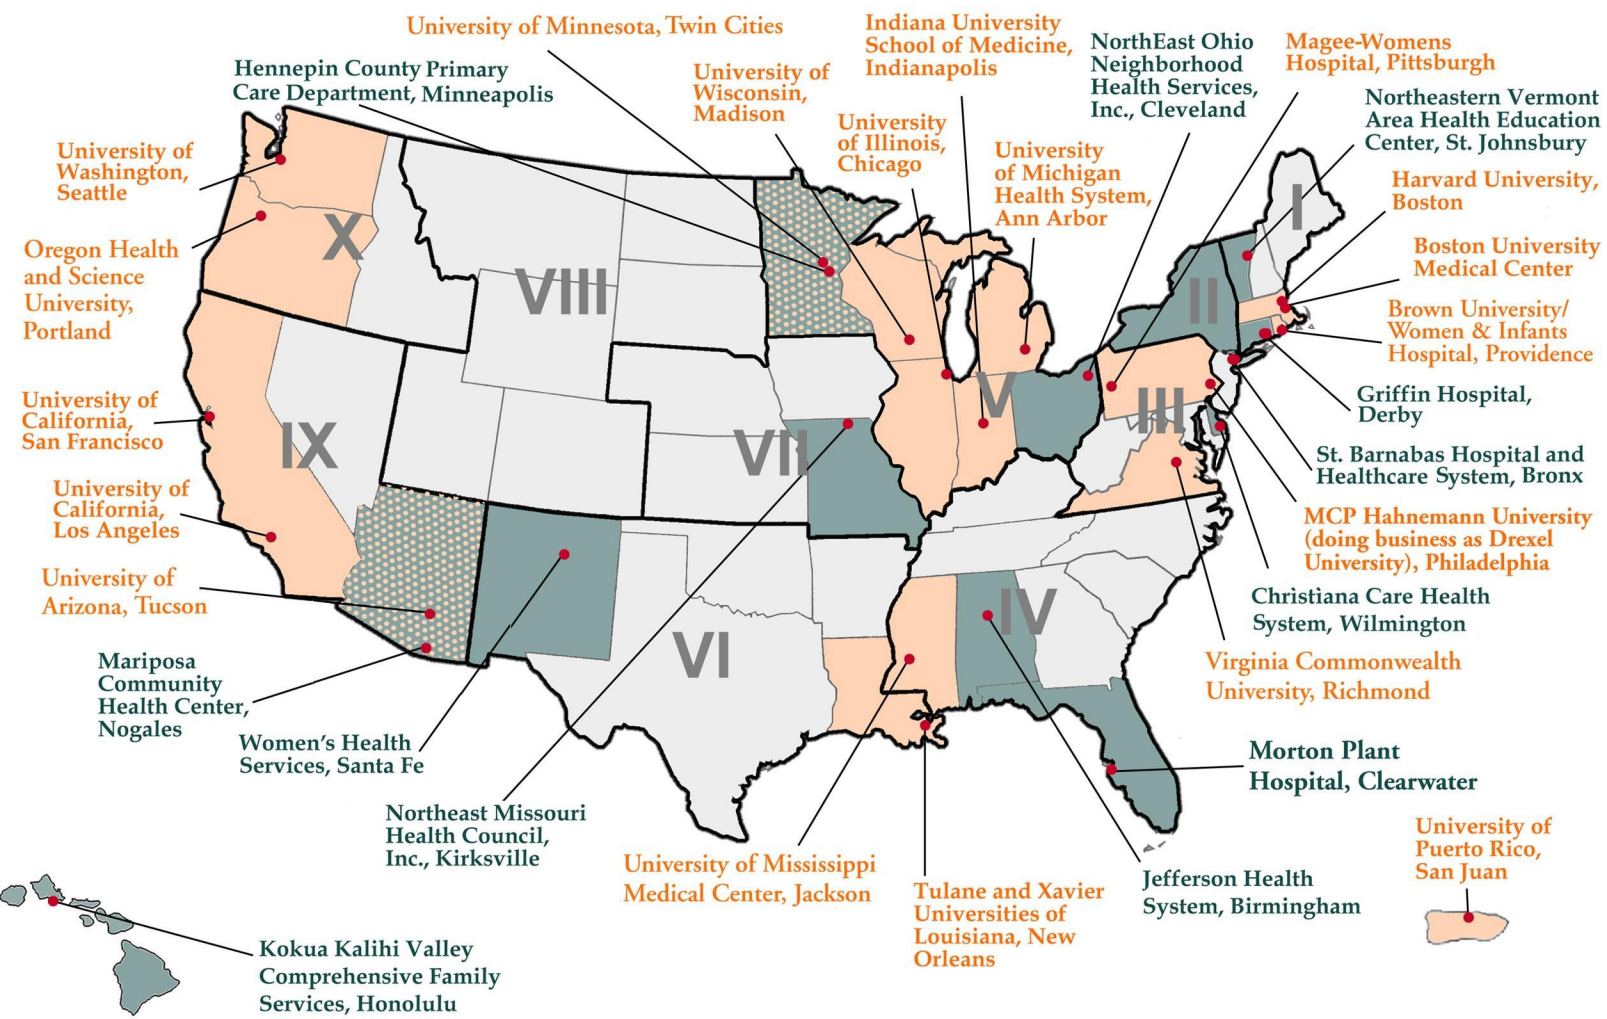 University of Minnesota, Twin Cities
Hennepin County Primary
Care Department, Minneapolis
University of
Wisconsin,
Madison
Indiana University
School of Medicine,
Indianapolis
University
of Illinois,
Chicago
University
of Michigan
Health System,
Ann Arbor
NorthEast Ohio
Neighborhood
Health Services,
Inc., Cleveland
Magee-Womens
Hospital, Pittsburgh
Northeastern Vermont
Area Health Education
Center, St. Johnsbury
Harvard University,
Boston
Boston University
Medical Center
Brown University/
Women & Infants
Hospital, Providence
Griffin Hospital,
Derby
St. Barnabas Hospital and
Healthcare System, Bronx
MCP Hahnemann University
(doing business as Drexel
University), Philadelphia
Christiana Care Health
System, Wilmington
Virginia Commonwealth
University, Richmond
Morton Plant
Hospital, Clearwater
University of
Puerto Rico,
San Juan
Jefferson Health
System, Birmingham
Tulane and Xavier
Universities of
Louisiana, New
Orleans
University of Mississippi
Medical Center, Jackson
Northeast Missouri
Health Council,
Inc., Kirksville
Women's Health
Services, Santa Fe
Kokua Kalihi Valley
Comprehensive Family
Services, Honolulu
Mariposa
Community
Health Center,
Nogales
University of
Arizona, Tucson
University of
California,
Los Angeles
University of
California,
San Francisco
Oregon Health
and Science
University,
Portland
University of
Washington,
Seattle
I
II
III
IV
V
VI
VII
VIII
IX
X